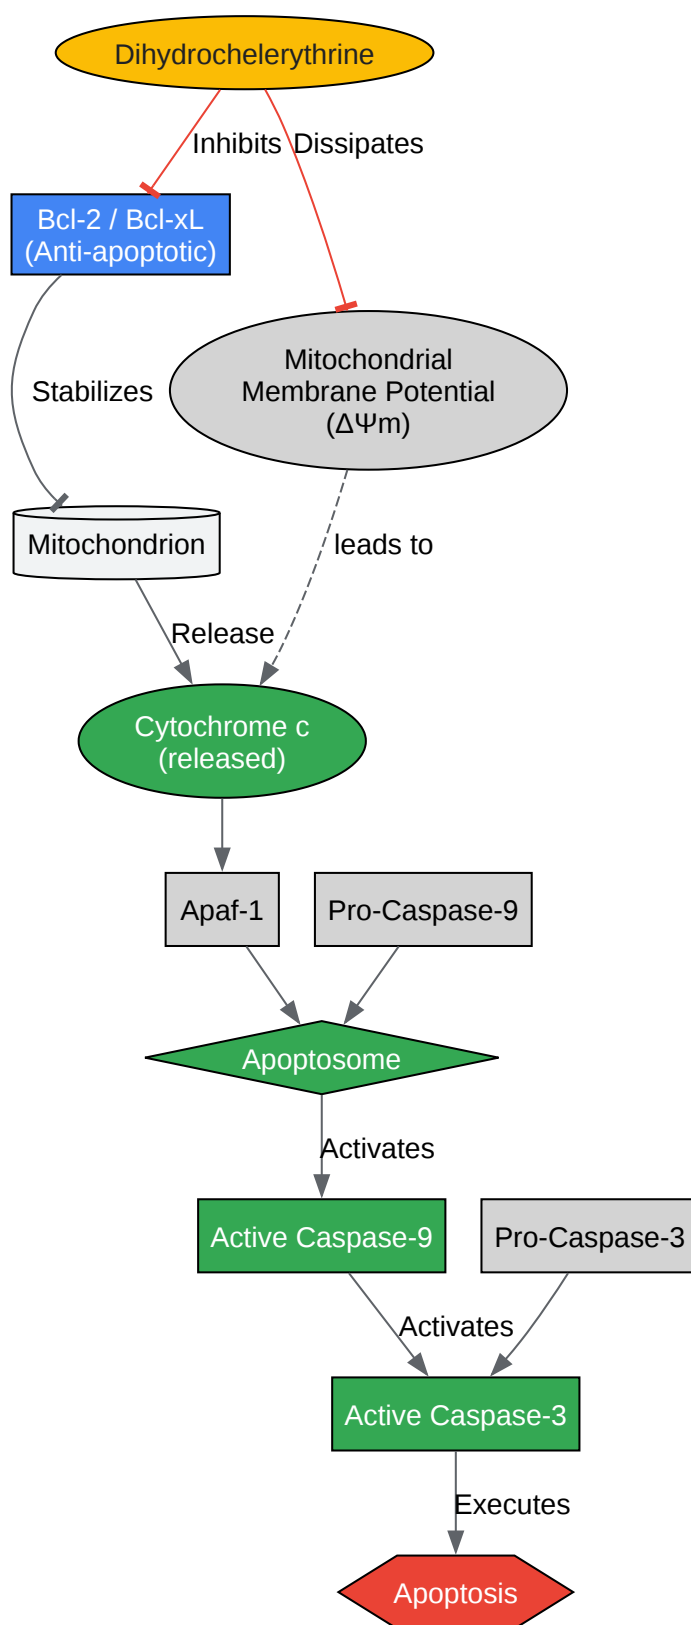 Dihydrochelerythrine
Inhibits
Dissipates
Bcl-2 / Bcl-xL
(Anti-apoptotic)
Mitochondrial
Membrane Potential
(ΔΨm)
Stabilizes
Mitochondrion
leads to
Release
Cytochrome c
(released)
Apaf-1
Pro-Caspase-9
Apoptosome
Activates
Active Caspase-9
Pro-Caspase-3
Activates
Active Caspase-3
Executes
Apoptosis